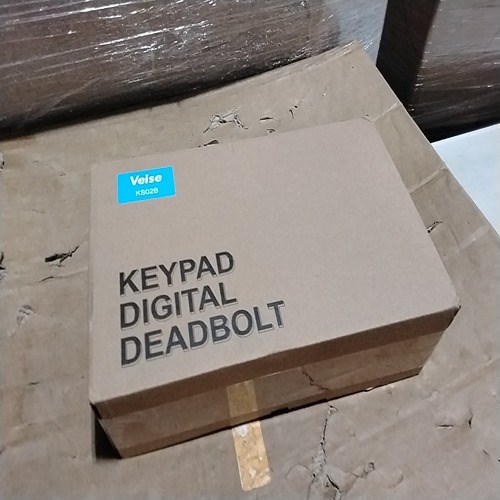 Veise
KS02B
KEYPAD
DIGITAL
DEADBOLT